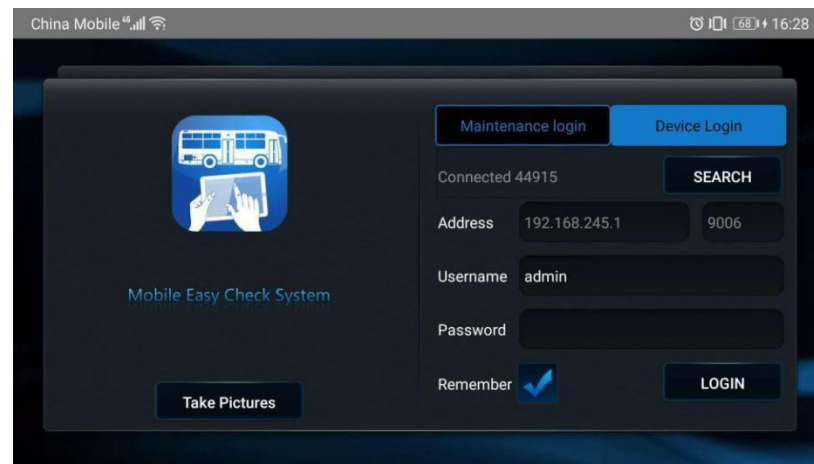 China Mobile 46 68 16:28
Maintenance login Device Login
Connected 44915 SEARCH
Address 192.168.245.1 9006
Mobile Easy Check System
Username admin
Password
Remember LOGIN
Take Pictures